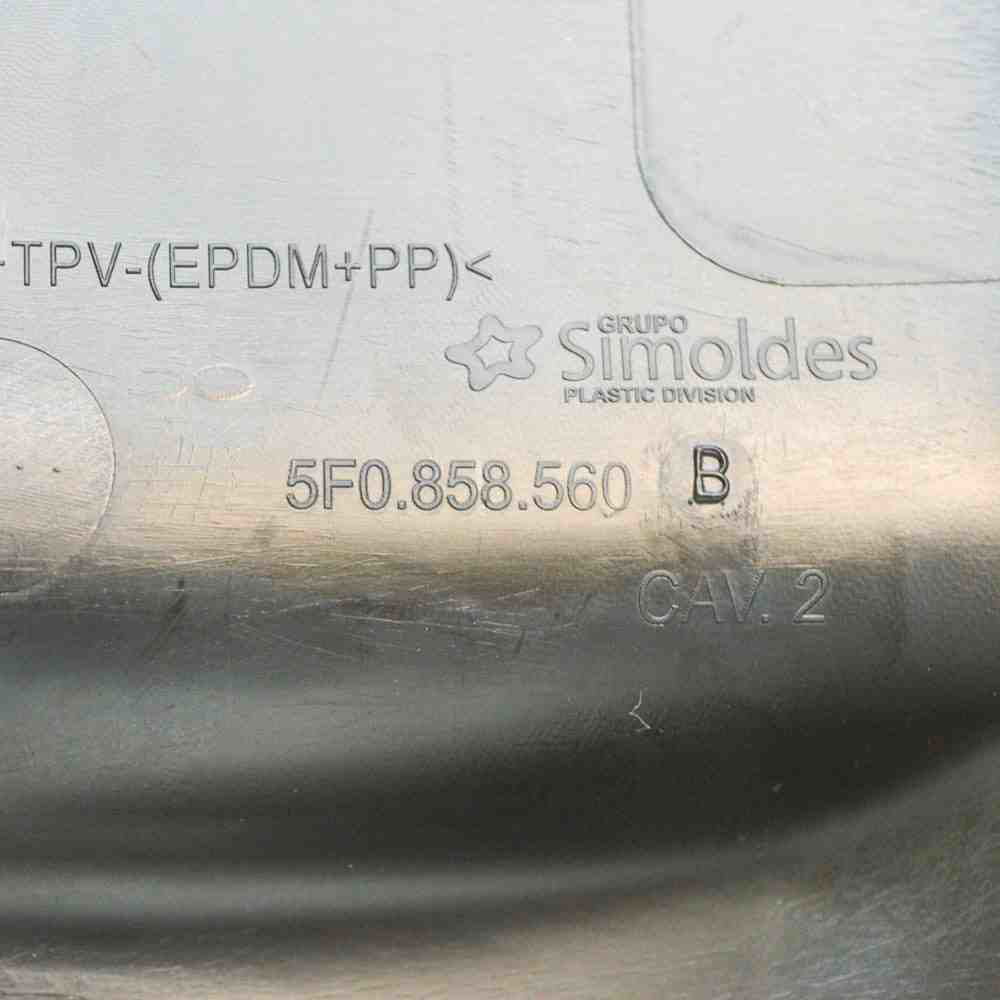 -TPV-(EPDM+PP)<
GRUPO
Simoldes
PLASTIC DIVISION
5F0.858.560 B
CAV. 2